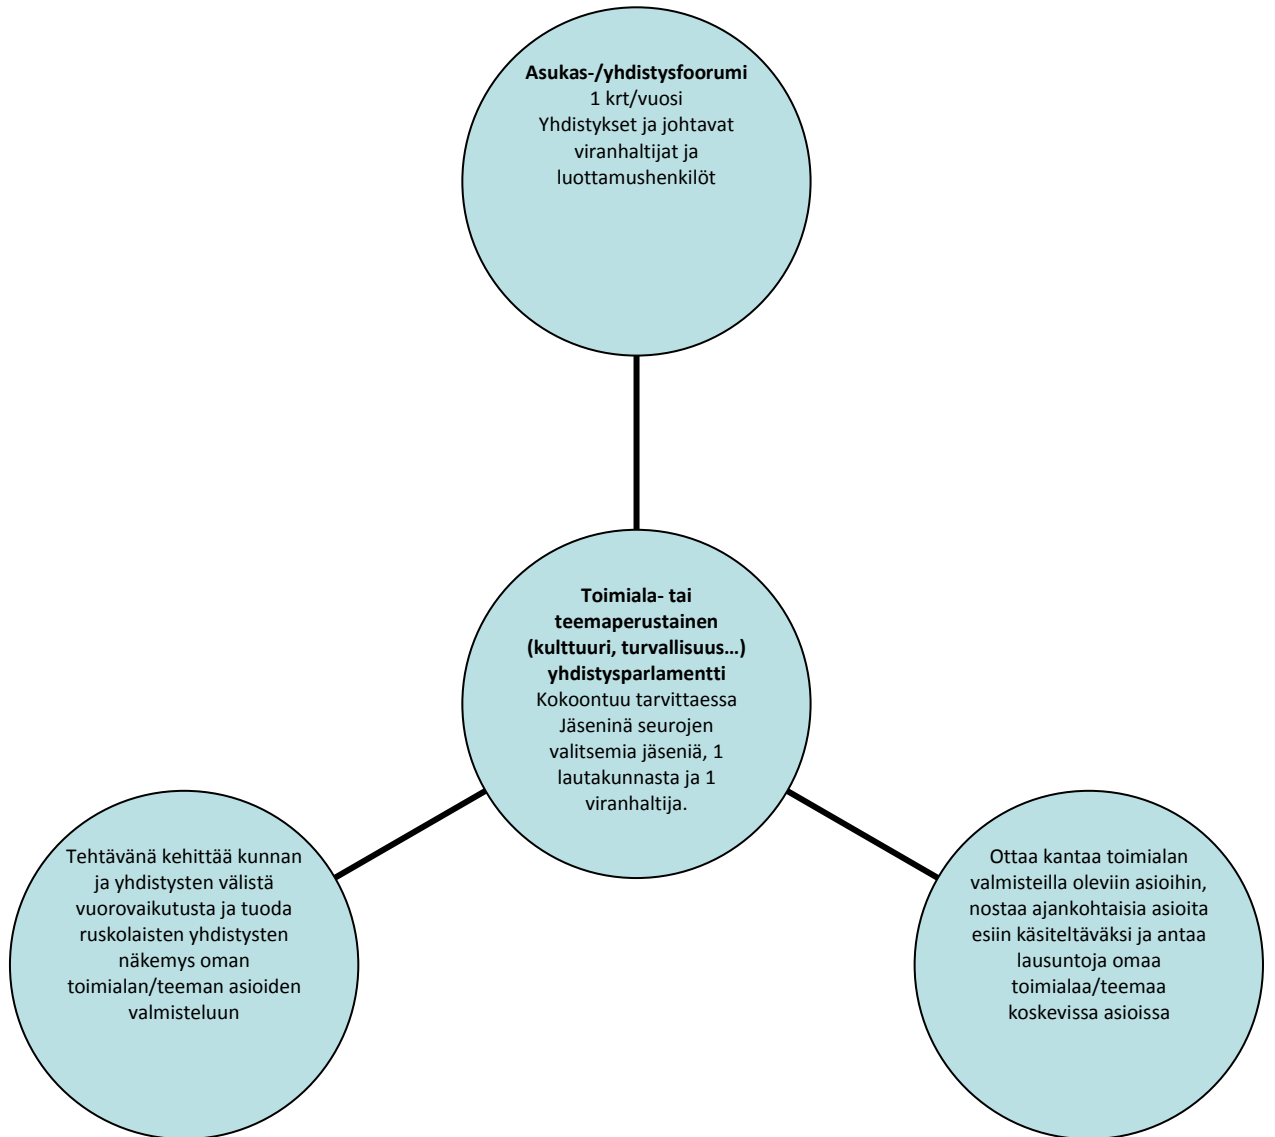 Asukas-/yhdistysfoorumi
1 krt/vuosi
Yhdistykset ja johtavat
viranhaltijat ja
luottamushenkilöt
Toimiala- tai
teemaperustainen
(kulttuuri, turvallisuus…)
yhdistysparlamentti
Kokoontuu tarvittaessa
Jäseninä seurojen
valitsemia jäseniä, 1
lautakunnasta ja 1
viranhaltija.
Tehtävänä kehittää kunnan
ja yhdistysten välistä
vuorovaikutusta ja tuoda
ruskolaisten yhdistysten
näkemys oman
toimialan/teeman asioiden
valmisteluun
Ottaa kantaa toimialan
valmisteilla oleviin asioihin,
nostaa ajankohtaisia asioita
esiin käsiteltäväksi ja antaa
lausuntoja omaa
toimialaa/teemaa
koskevissa asioissa